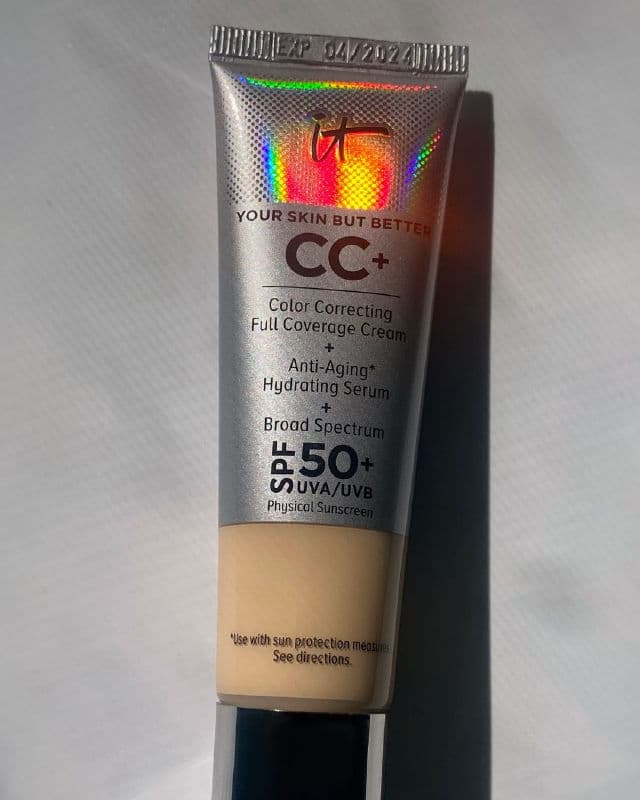 EXP 04/2024
it
YOUR SKIN BUT BETTER
CC+
Color Correcting
Full Coverage Cream
+
Anti-Aging*
Hydrating Serum
+
Broad Spectrum
SPF 50+
UVA/UVB
Physical Sunscreen
*Use with sun protection measures.
See directions.